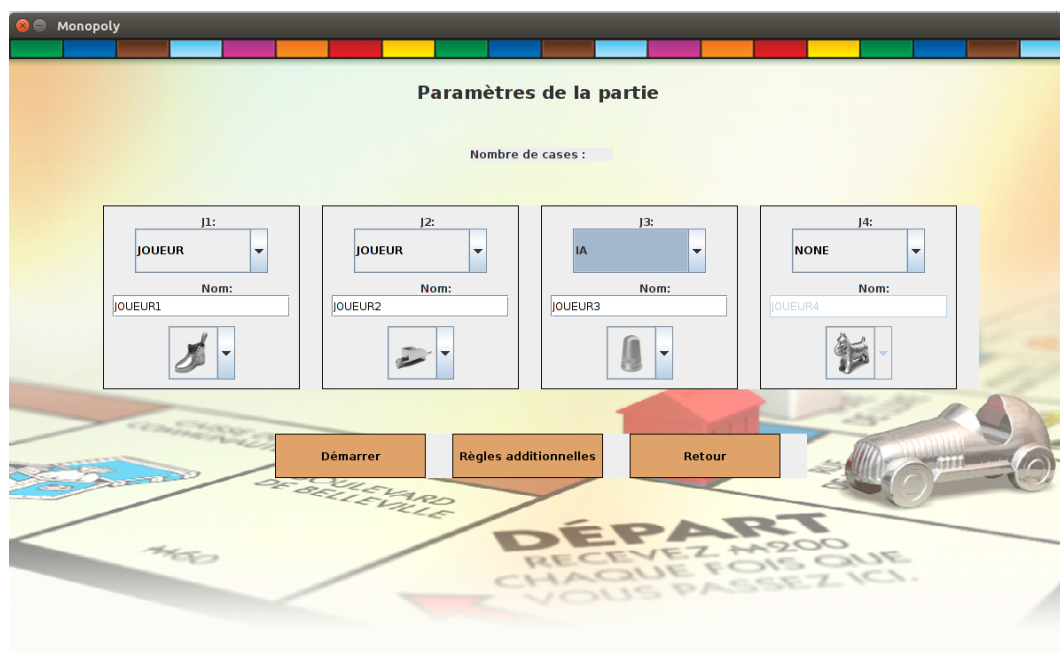 Monopoly
Paramètres de la partie
Nombre de cases :
J1:
JOUEUR
Nom:
JOUEUR1
J2:
JOUEUR
Nom:
JOUEUR2
J3:
IA
Nom:
JOUEUR3
J4:
NONE
Nom:
JOUEUR4
Démarrer
Règles additionnelles
Retour
BOULEVARD
DE BELLEVILLE
M60
DÉPART
RECEVEZ M200
CHAQUE FOIS QUE
VOUS PASSEZ ICI.